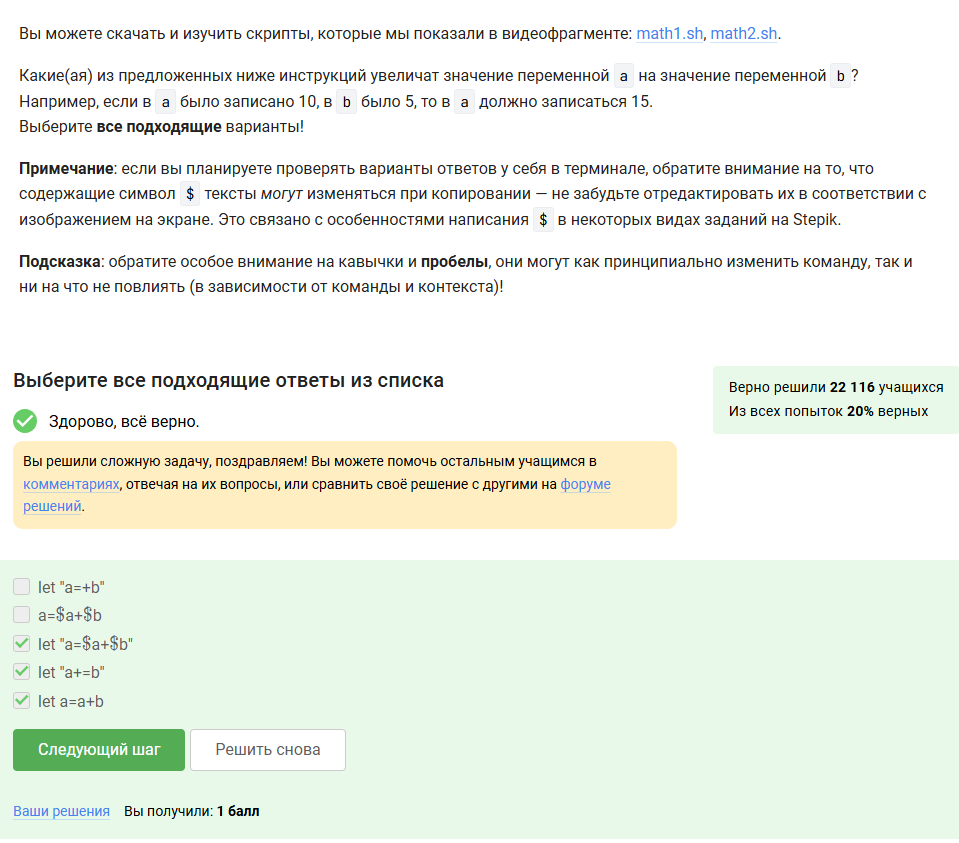 Вы можете скачать и изучить скрипты, которые мы показали в видеофрагменте: math1.sh, math2.sh.
Какие(ая) из предложенных ниже инструкций увеличат значение переменной a на значение переменной b?
Например, если в a было записано 10, в b было 5, то в a должно записаться 15.
Выберите все подходящие варианты!
Примечание: если вы планируете проверять варианты ответов у себя в терминале, обратите внимание на то, что
содержащие символ $ тексты могут изменяться при копировании — не забудьте отредактировать их в соответствии с
изображением на экране. Это связано с особенностями написания $ в некоторых видах заданий на Stepik.
Подсказка: обратите особое внимание на кавычки и пробелы, они могут как принципиально изменить команду, так и
ни на что не повлиять (в зависимости от команды и контекста)!
Выберите все подходящие ответы из списка
Верно решили 22 116 учащихся
Из всех попыток 20% верных
Здорово, всё верно.
Вы решили сложную задачу, поздравляем! Вы можете помочь остальным учащимся в
комментариях, отвечая на их вопросы, или сравнить своё решение с другими на форуме
решений.
let "a=+b"
a=$a+$b
let "a=$a+$b"
let "a+=b"
let a=a+b
Следующий шаг
Решить снова
Ваши решения Вы получили: 1 балл